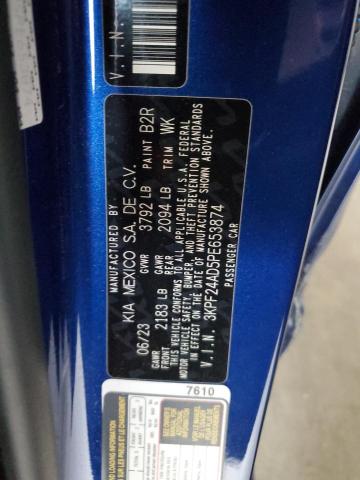 V.I.N.
MANUFACTURED BY
KIA MEXICO S.A. DE C.V.
06/23 GVWR 3792 LB PAINT B2R
GAWR FRONT 2183 LB GAWR REAR 2094 LB TRIM WK
THIS VEHICLE CONFORMS TO ALL APPLICABLE U.S.A. FEDERAL
MOTOR VEHICLE SAFETY, BUMPER, AND THEFT PREVENTION STANDARDS
IN EFFECT ON THE DATE OF MANUFACTURE SHOWN ABOVE.
V.I.N. 3KPF24AD5PE653874
PASSENGER CAR
7610